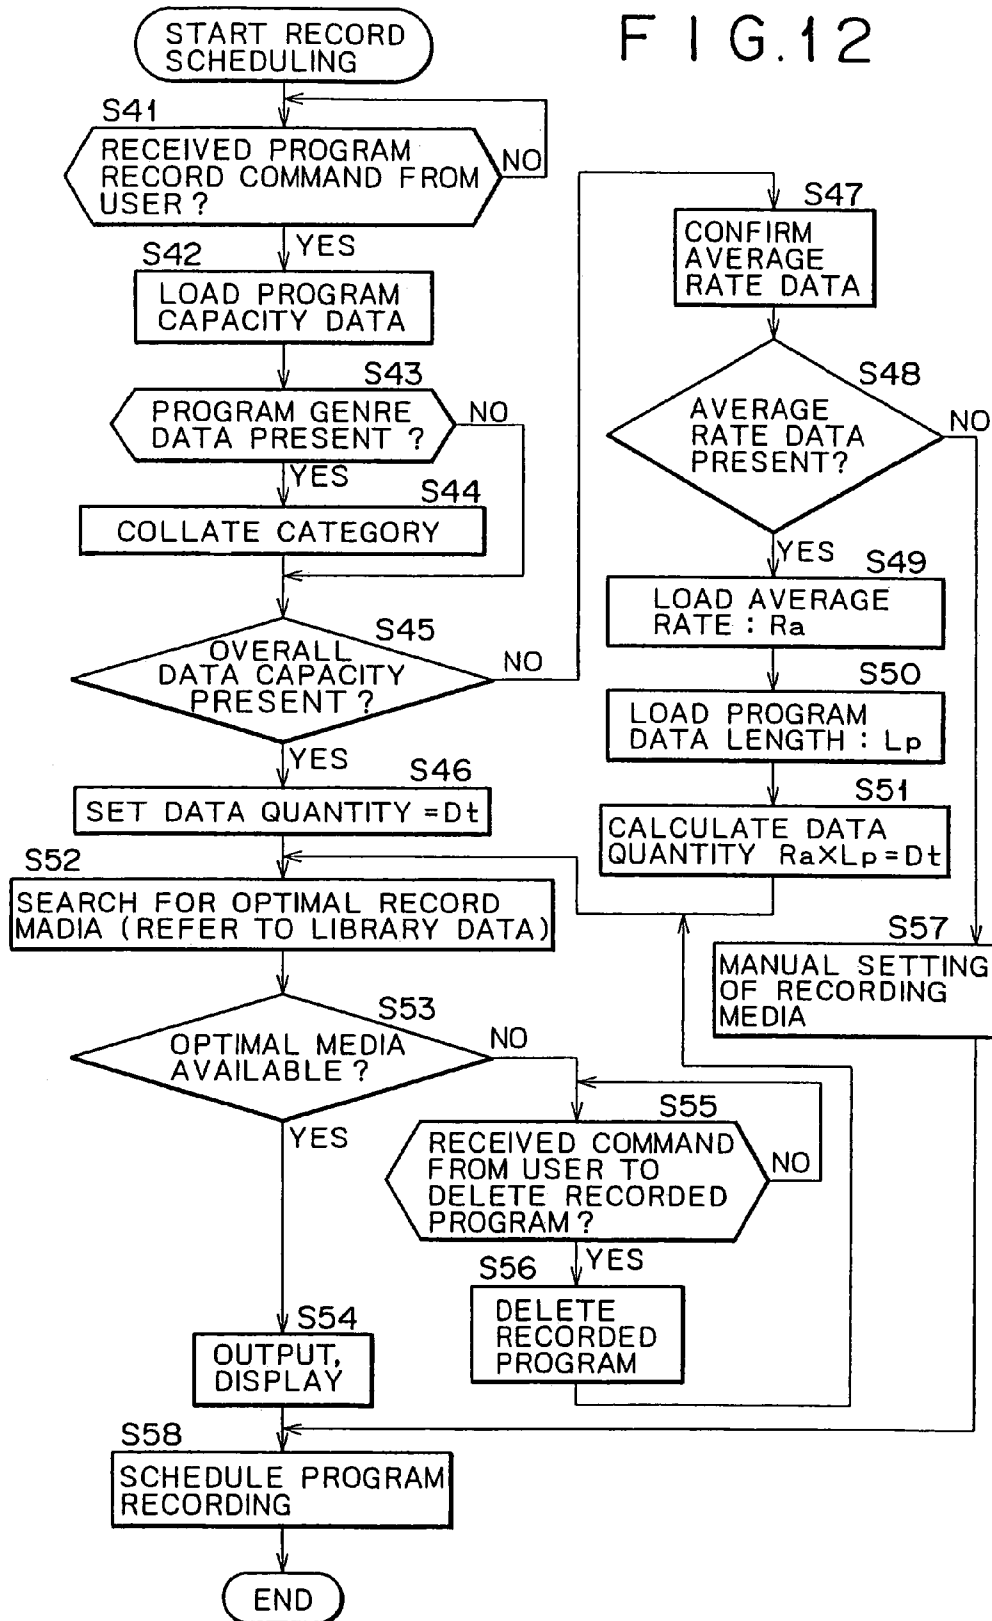 FIG.12
START RECORD
SCHEDULING
S41
RECEIVED PROGRAM
RECORD COMMAND FROM
USER?
NO
YES
S42
LOAD PROGRAM
CAPACITY DATA
S43
PROGRAM GENRE
DATA PRESENT ?
NO
YES
S44
COLLATE CATEGORY
S45
OVERALL
DATA CAPACITY
PRESENT ?
NO
YES
S46
SET DATA QUANTITY =Dt
S47
CONFIRM
AVERAGE
RATE DATA
S48
AVERAGE
RATE DATA
PRESENT?
NO
YES
S49
LOAD AVERAGE
RATE : Ra
S50
LOAD PROGRAM
DATA LENGTH : Lp
S51
CALCULATE DATA
QUANTITY Ra×Lp=Dt
S52
SEARCH FOR OPTIMAL RECORD
MADIA (REFER TO LIBRARY DATA)
S53
OPTIMAL MEDIA
AVAILABLE ?
NO
YES
S55
RECEIVED COMMAND
FROM USER TO
DELETE RECORDED
PROGRAM?
NO
YES
S56
DELETE
RECORDED
PROGRAM
S57
MANUAL SETTING
OF RECORDING
MEDIA
S54
OUTPUT,
DISPLAY
S58
SCHEDULE PROGRAM
RECORDING
END